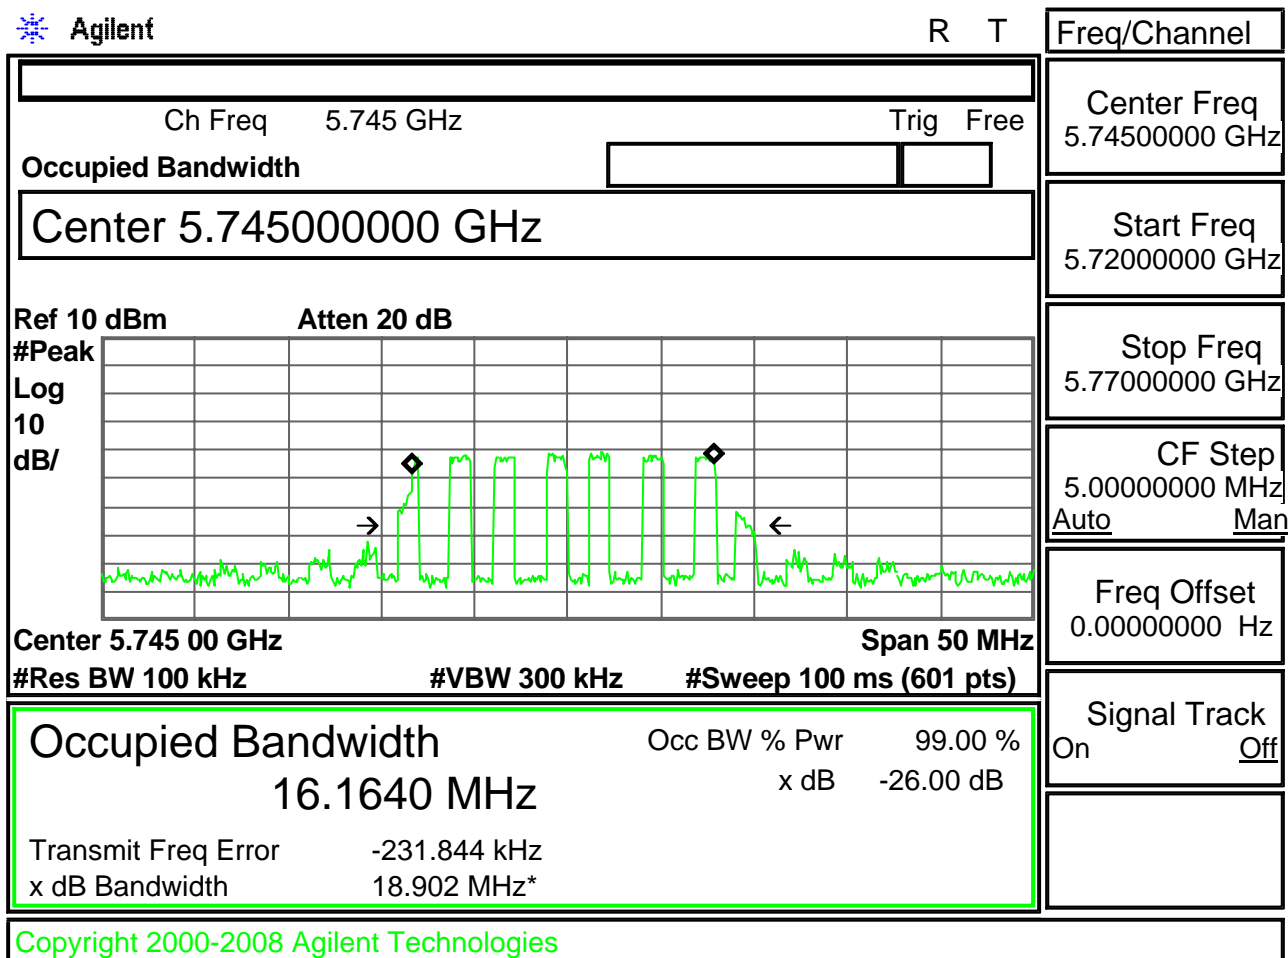 Agilent
R T
Ch Freq 5.745 GHz
Trig Free
Occupied Bandwidth
Center 5.745000000 GHz
Ref 10 dBm
Atten 20 dB
#Peak
Log
10
dB/
Center 5.745 00 GHz
Span 50 MHz
#Res BW 100 kHz
#VBW 300 kHz
#Sweep 100 ms (601 pts)
Occupied Bandwidth
16.1640 MHz
Occ BW % Pwr 99.00 %
x dB -26.00 dB
Transmit Freq Error -231.844 kHz
x dB Bandwidth 18.902 MHz*
Copyright 2000-2008 Agilent Technologies
Freq/Channel
Center Freq
5.74500000 GHz
Start Freq
5.72000000 GHz
Stop Freq
5.77000000 GHz
CF Step
5.00000000 MHz
Auto Man
Freq Offset
0.00000000 Hz
Signal Track
On Off